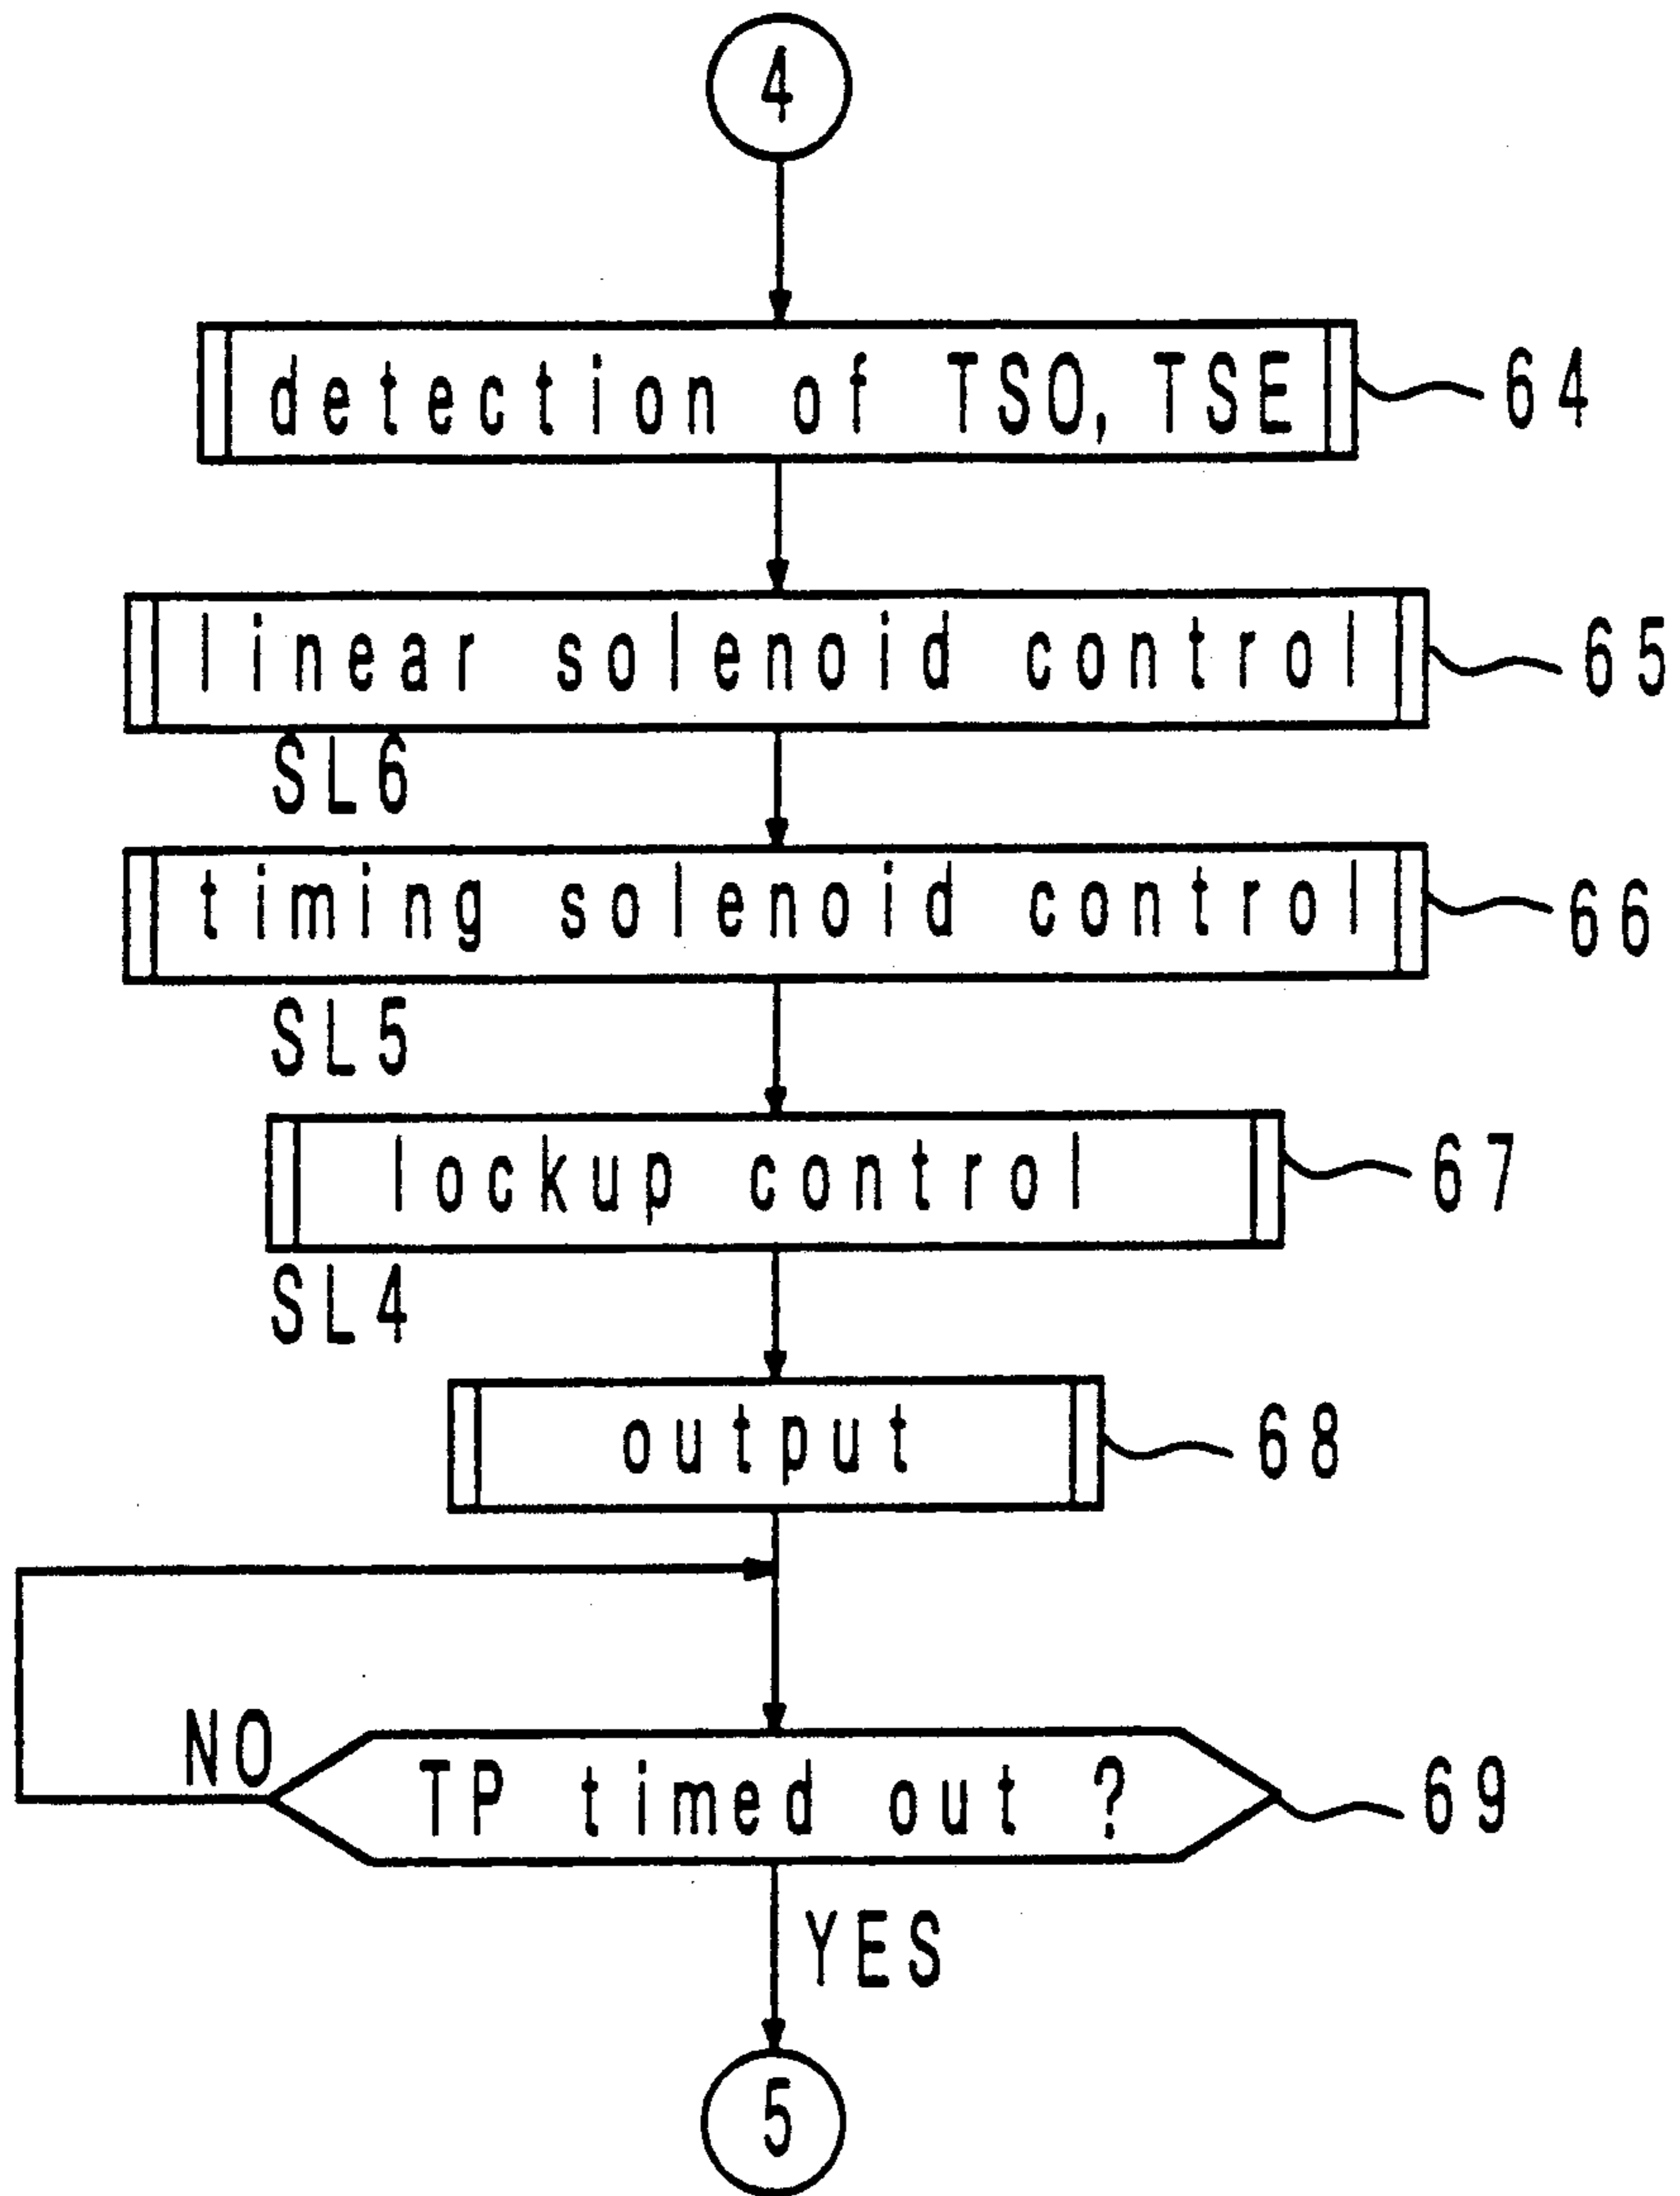 4
detection of TSO, TSE 64
linear solenoid control 65
SL6
timing solenoid control 66
SL5
lockup control 67
SL4
output 68
NO
TP timed out ? 69
YES
5